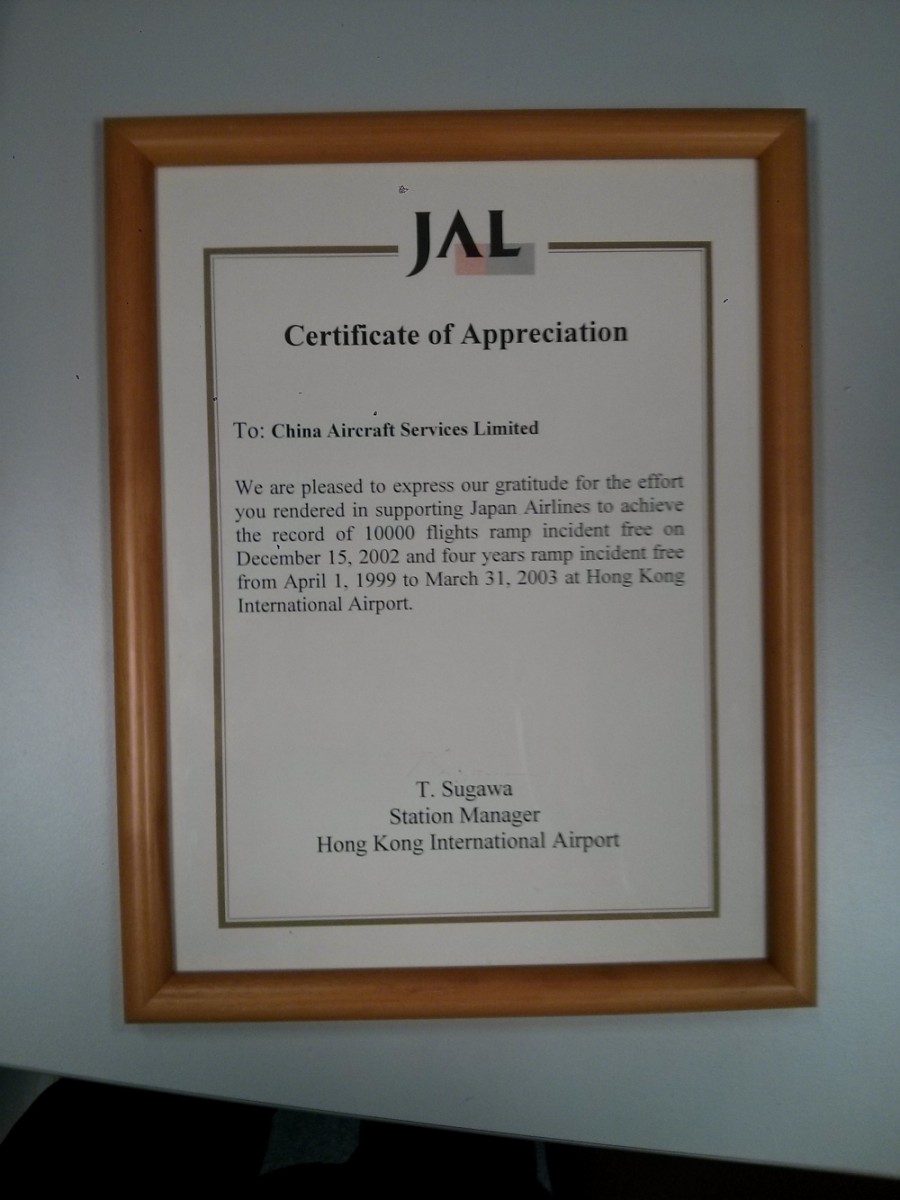 JAL
Certificate of Appreciation
To: China Aircraft Services Limited
We are pleased to express our gratitude for the effort
you rendered in supporting Japan Airlines to achieve
the record of 10000 flights ramp incident free on
December 15, 2002 and four years ramp incident free
from April 1, 1999 to March 31, 2003 at Hong Kong
International Airport.
T. Sugawa
Station Manager
Hong Kong International Airport